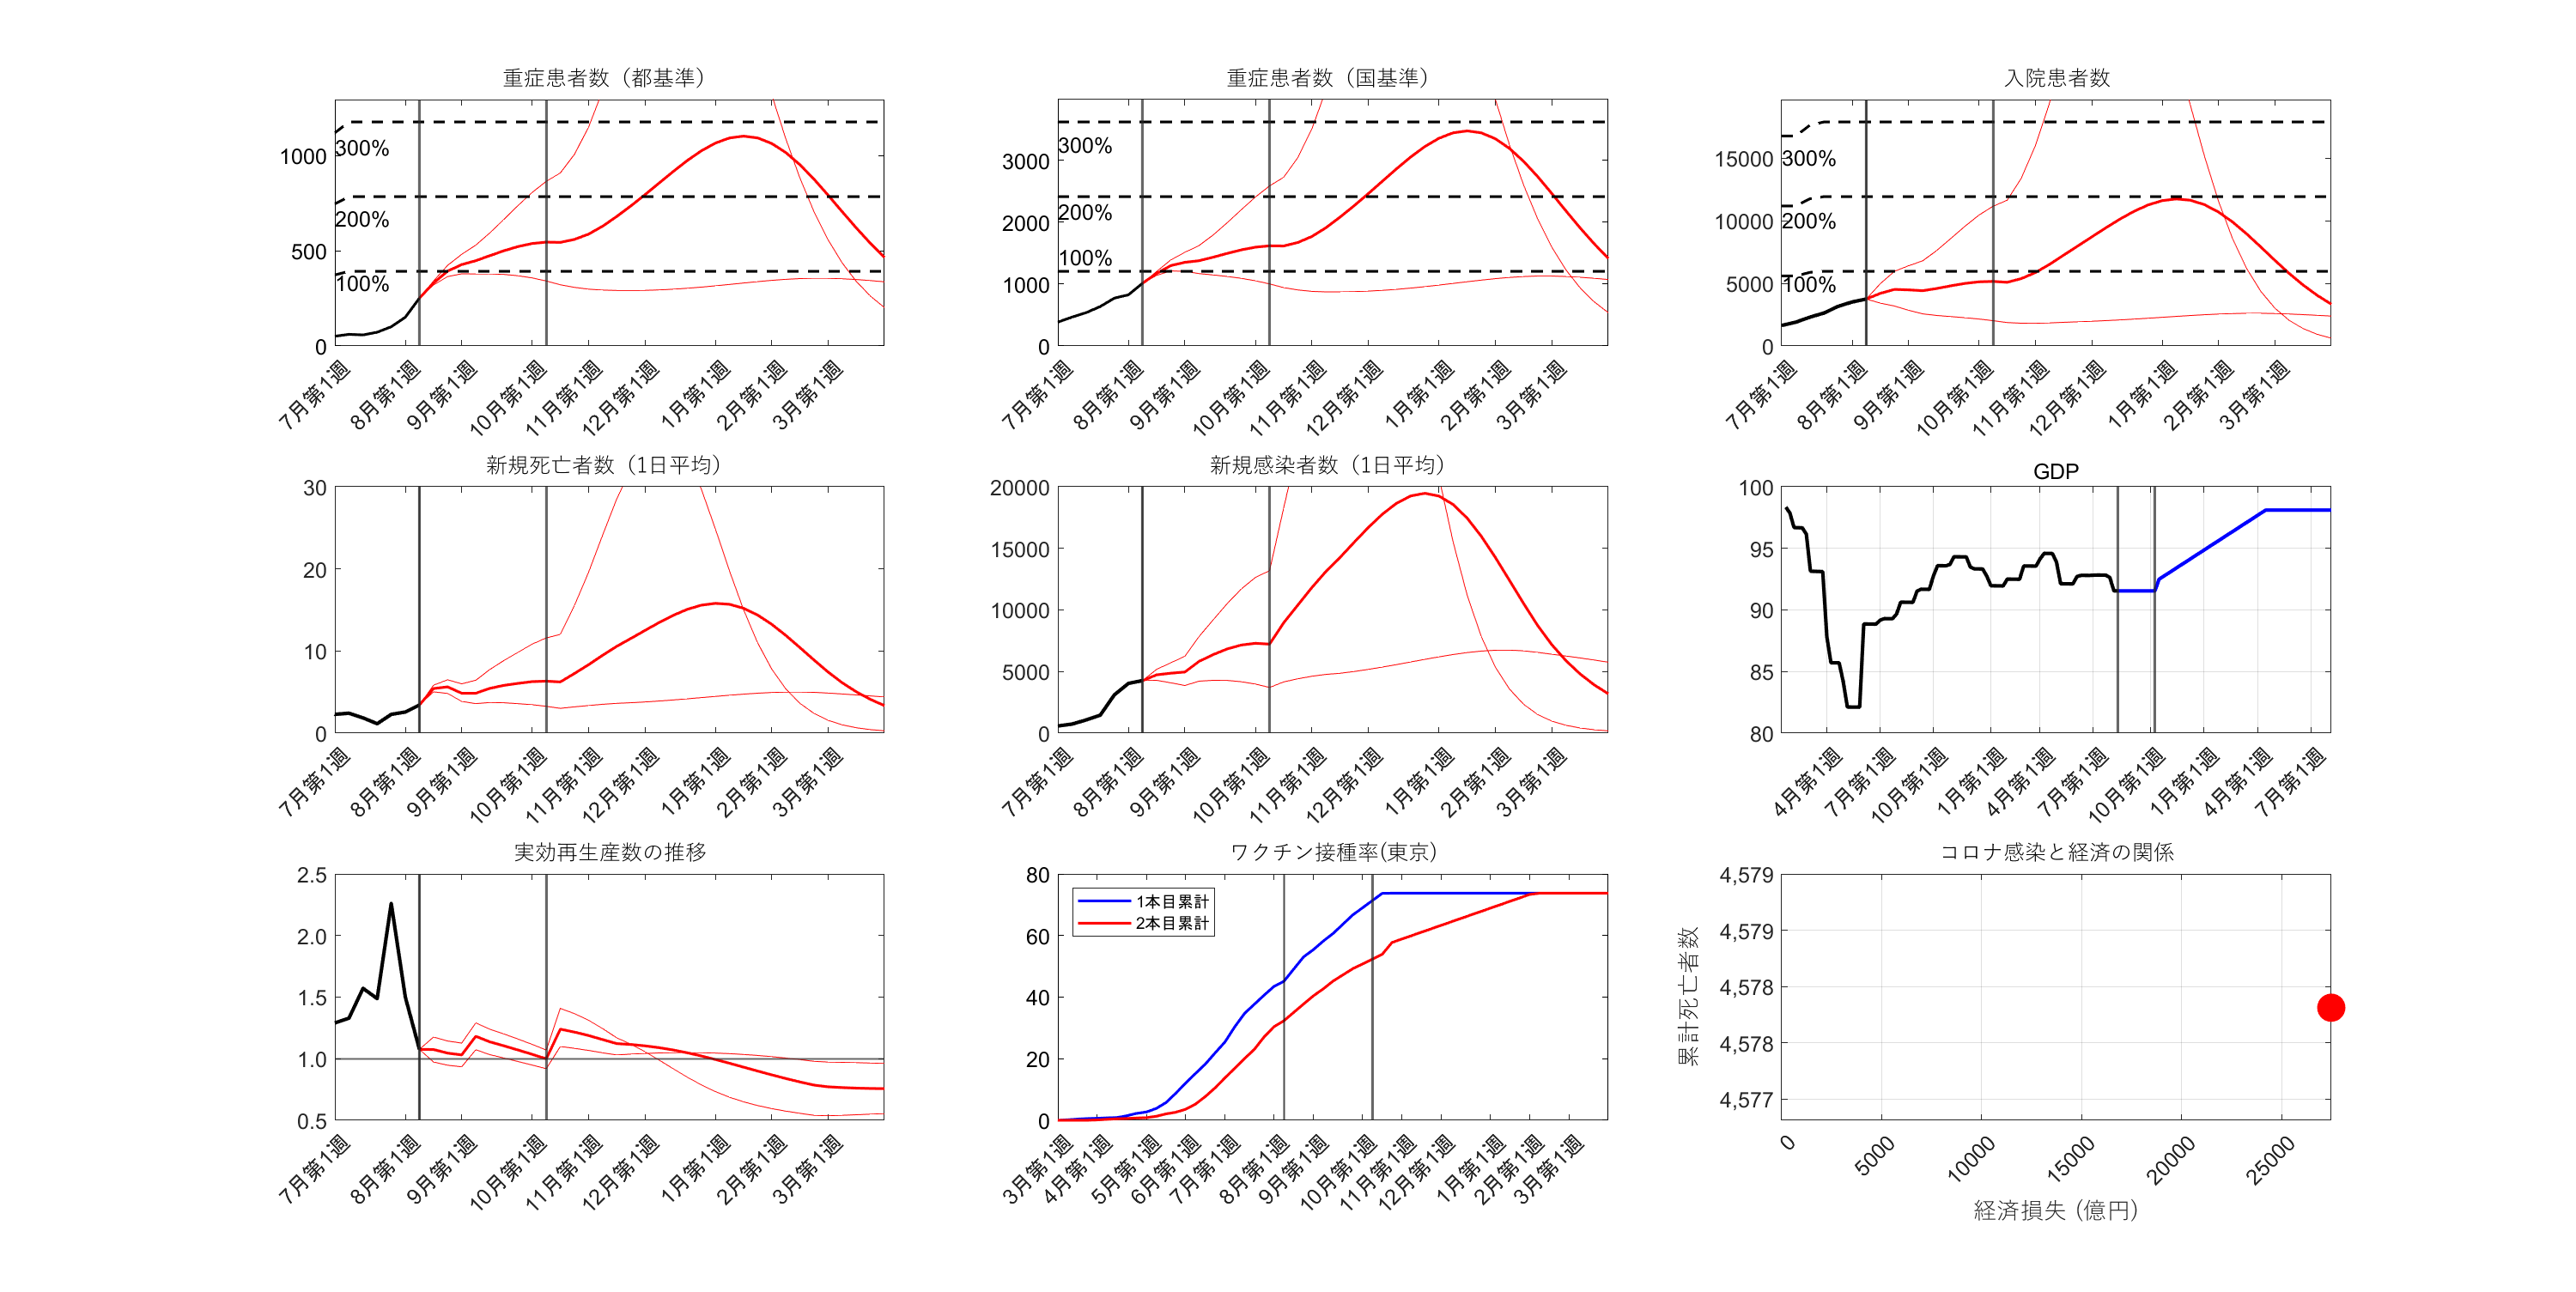 重症患者数（都基準）
1000
500
0
300%
200%
100%
7月第1週
8月第1週
9月第1週
10月第1週
11月第1週
12月第1週
1月第1週
2月第1週
3月第1週
重症患者数（国基準）
3000
2000
1000
0
300%
200%
100%
7月第1週
8月第1週
9月第1週
10月第1週
11月第1週
12月第1週
1月第1週
2月第1週
3月第1週
入院患者数
15000
10000
5000
0
300%
200%
100%
7月第1週
8月第1週
9月第1週
10月第1週
11月第1週
12月第1週
1月第1週
2月第1週
3月第1週
新規死亡者数（1日平均）
30
20
10
0
7月第1週
8月第1週
9月第1週
10月第1週
11月第1週
12月第1週
1月第1週
2月第1週
3月第1週
新規感染者数（1日平均）
20000
15000
10000
5000
0
7月第1週
8月第1週
9月第1週
10月第1週
11月第1週
12月第1週
1月第1週
2月第1週
3月第1週
GDP
100
95
90
85
80
4月第1週
7月第1週
10月第1週
1月第1週
4月第1週
7月第1週
10月第1週
1月第1週
4月第1週
7月第1週
実効再生産数の推移
2.5
2.0
1.5
1.0
0.5
7月第1週
8月第1週
9月第1週
10月第1週
11月第1週
12月第1週
1月第1週
2月第1週
3月第1週
ワクチン接種率(東京)
80
60
40
20
0
1本目累計
2本目累計
3月第1週
4月第1週
5月第1週
6月第1週
7月第1週
8月第1週
9月第1週
10月第1週
11月第1週
12月第1週
1月第1週
2月第1週
3月第1週
コロナ感染と経済の関係
累計死亡者数
4,579
4,579
4,578
4,578
4,577
0
5000
10000
15000
20000
25000
経済損失 (億円)